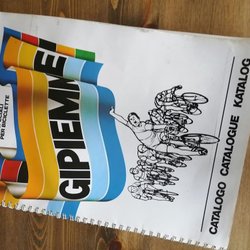 PER BICICLETTE
GIPIEMME
CATALOGO CATALOGUE KATALOG